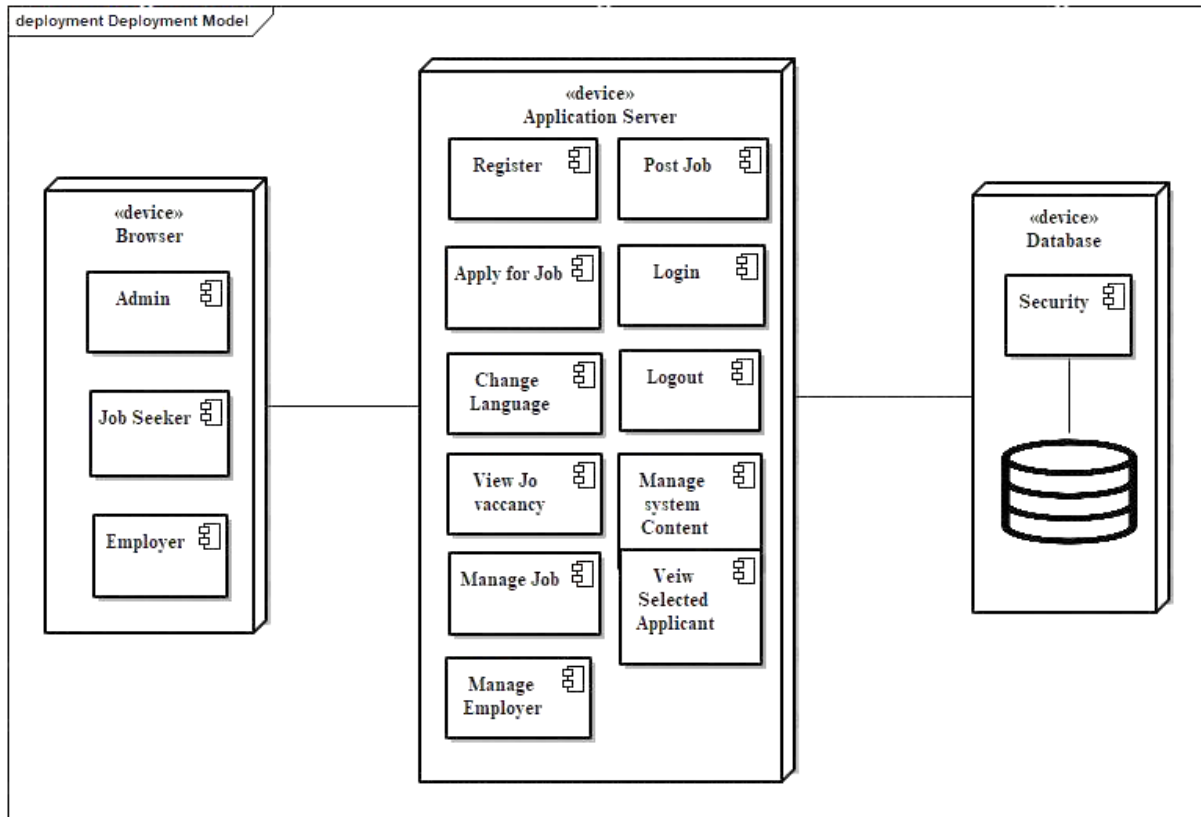 deployment Deployment Model
«device»
Browser
Admin
Job Seeker
Employer
«device»
Application Server
Register
Post Job
Apply for Job
Login
Change
Language
Logout
View Jo
vaccancy
Manage
system
Content
Manage Job
Veiw
Selected
Applicant
Manage
Employer
«device»
Database
Security